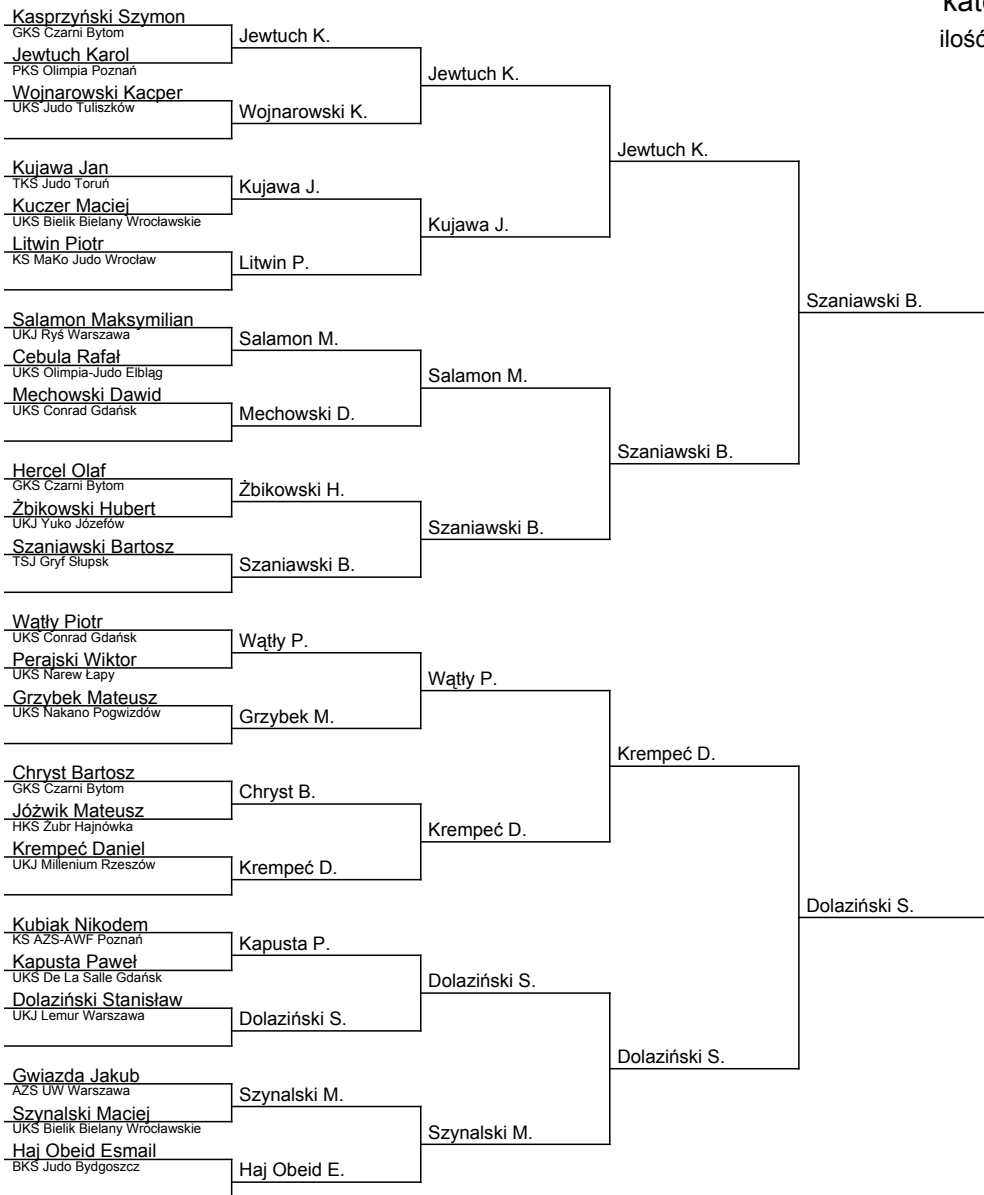 kat
ilość
Kasprzyński Szymon
GKS Czarni Bytom
Jewtuch K.
Jewtuch Karol
PKS Olimpia Poznań
Jewtuch K.
Wojnarowski Kacper
UKS Judo Tuliszków
Wojnarowski K.
Jewtuch K.
Kujawa Jan
TKS Judo Toruń
Kujawa J.
Kuczer Maciej
UKS Bielik Bielany Wrocławskie
Kujawa J.
Litwin Piotr
KS MaKo Judo Wrocław
Litwin P.
Szaniawski B.
Salamon Maksymilian
UKJ Ryś Warszawa
Salamon M.
Cebula Rafał
UKS Olimpia-Judo Elbląg
Salamon M.
Mechowski Dawid
UKS Conrad Gdańsk
Mechowski D.
Szaniawski B.
Hercel Olaf
GKS Czarni Bytom
Żbikowski H.
Żbikowski Hubert
UKJ Yuko Józefów
Szaniawski B.
Szaniawski Bartosz
TSJ Gryf Słupsk
Szaniawski B.
Wątły Piotr
UKS Conrad Gdańsk
Wątły P.
Perajski Wiktor
UKS Narew Łapy
Wątły P.
Grzybek Mateusz
UKS Nakano Pogwizdów
Grzybek M.
Krempeć D.
Chryst Bartosz
GKS Czarni Bytom
Chryst B.
Jóźwik Mateusz
HKS Żubr Hajnówka
Krempeć D.
Krempeć Daniel
UKJ Millenium Rzeszów
Krempeć D.
Dolaziński S.
Kubiak Nikodem
KS AZS-AWF Poznań
Kapusta P.
Kapusta Paweł
UKS De La Salle Gdańsk
Dolaziński S.
Dolaziński Stanisław
UKJ Lemur Warszawa
Dolaziński S.
Dolaziński S.
Gwiazda Jakub
AZS UW Warszawa
Szynalski M.
Szynalski Maciej
UKS Bielik Bielany Wrocławskie
Szynalski M.
Haj Obeid Esmail
BKS Judo Bydgoszcz
Haj Obeid E.